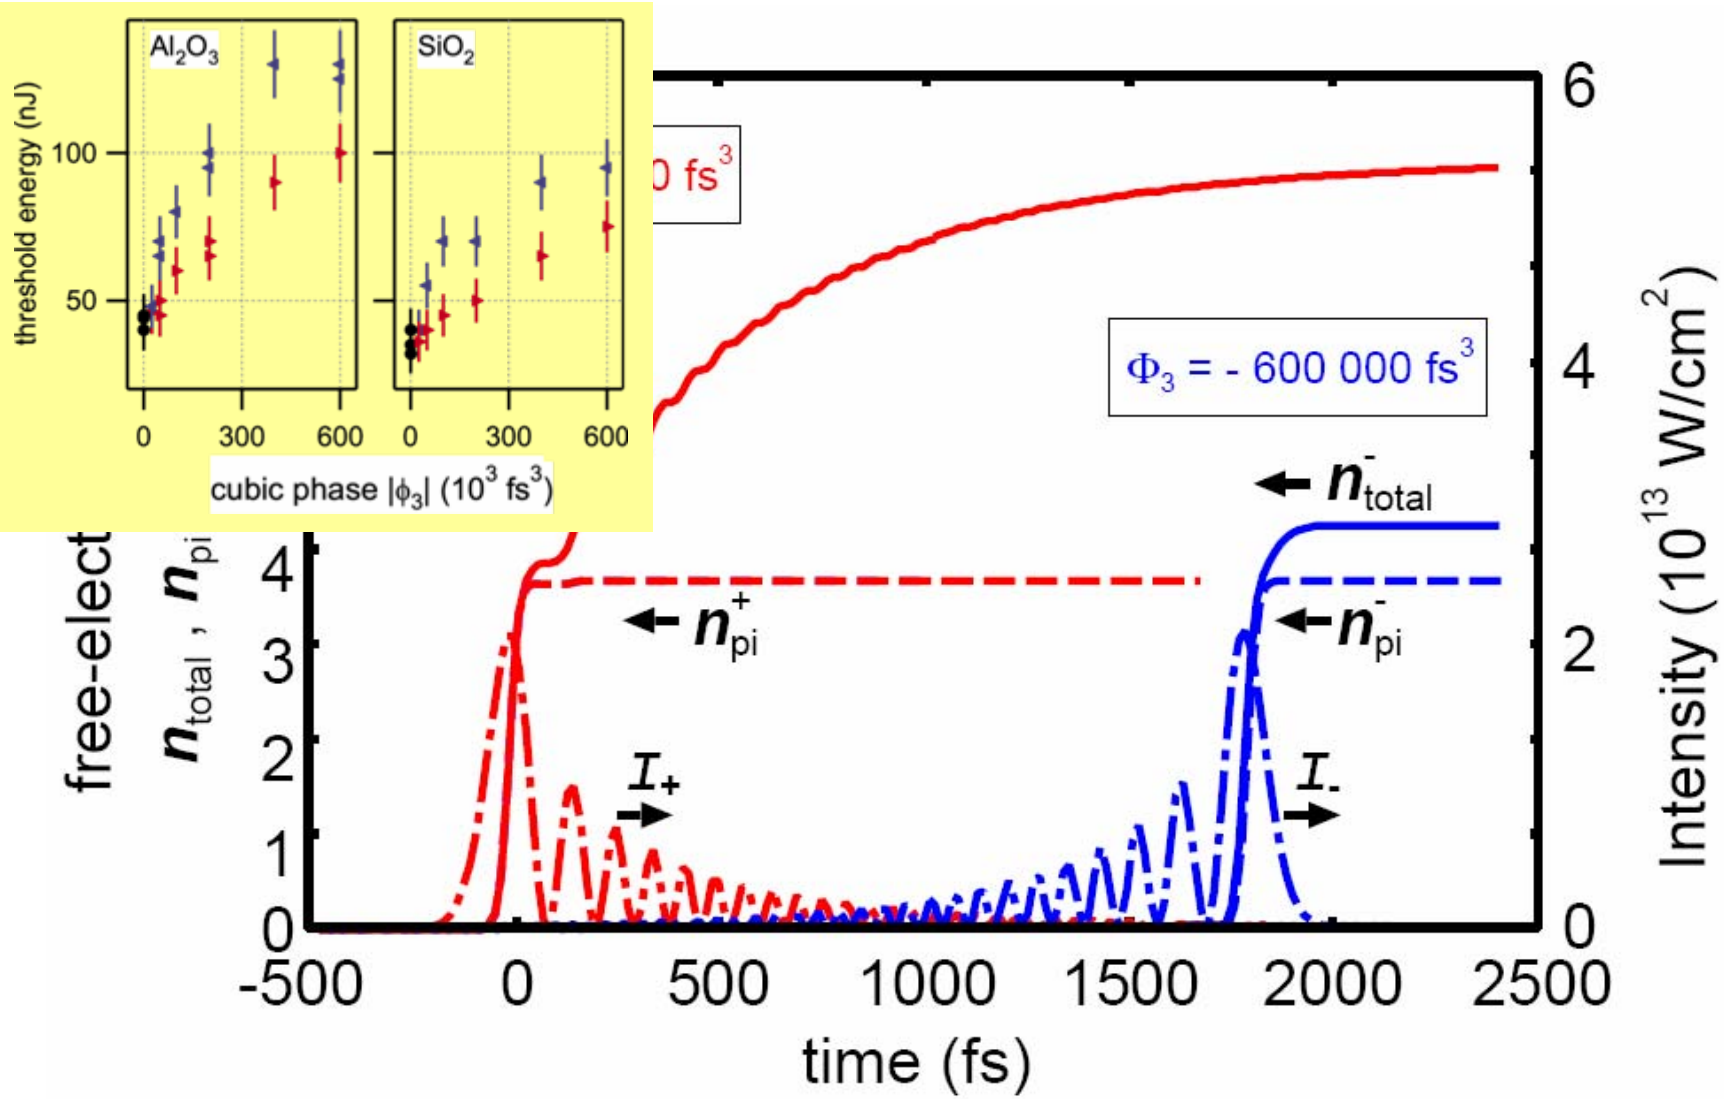 Al₂O₃
SiO₂
threshold energy (nJ)
100
50
0 300 600
0 300 600
cubic phase |ϕ₃| (10³ fs³)
0 fs³
Φ₃ = - 600 000 fs³
n⁻total
n⁺pi
n⁻pi
I₊
I₋
free-elect
n total , n pi
4
3
2
1
0
6
4
2
0
Intensity (10¹³ W/cm²)
-500 0 500 1000 1500 2000 2500
time (fs)